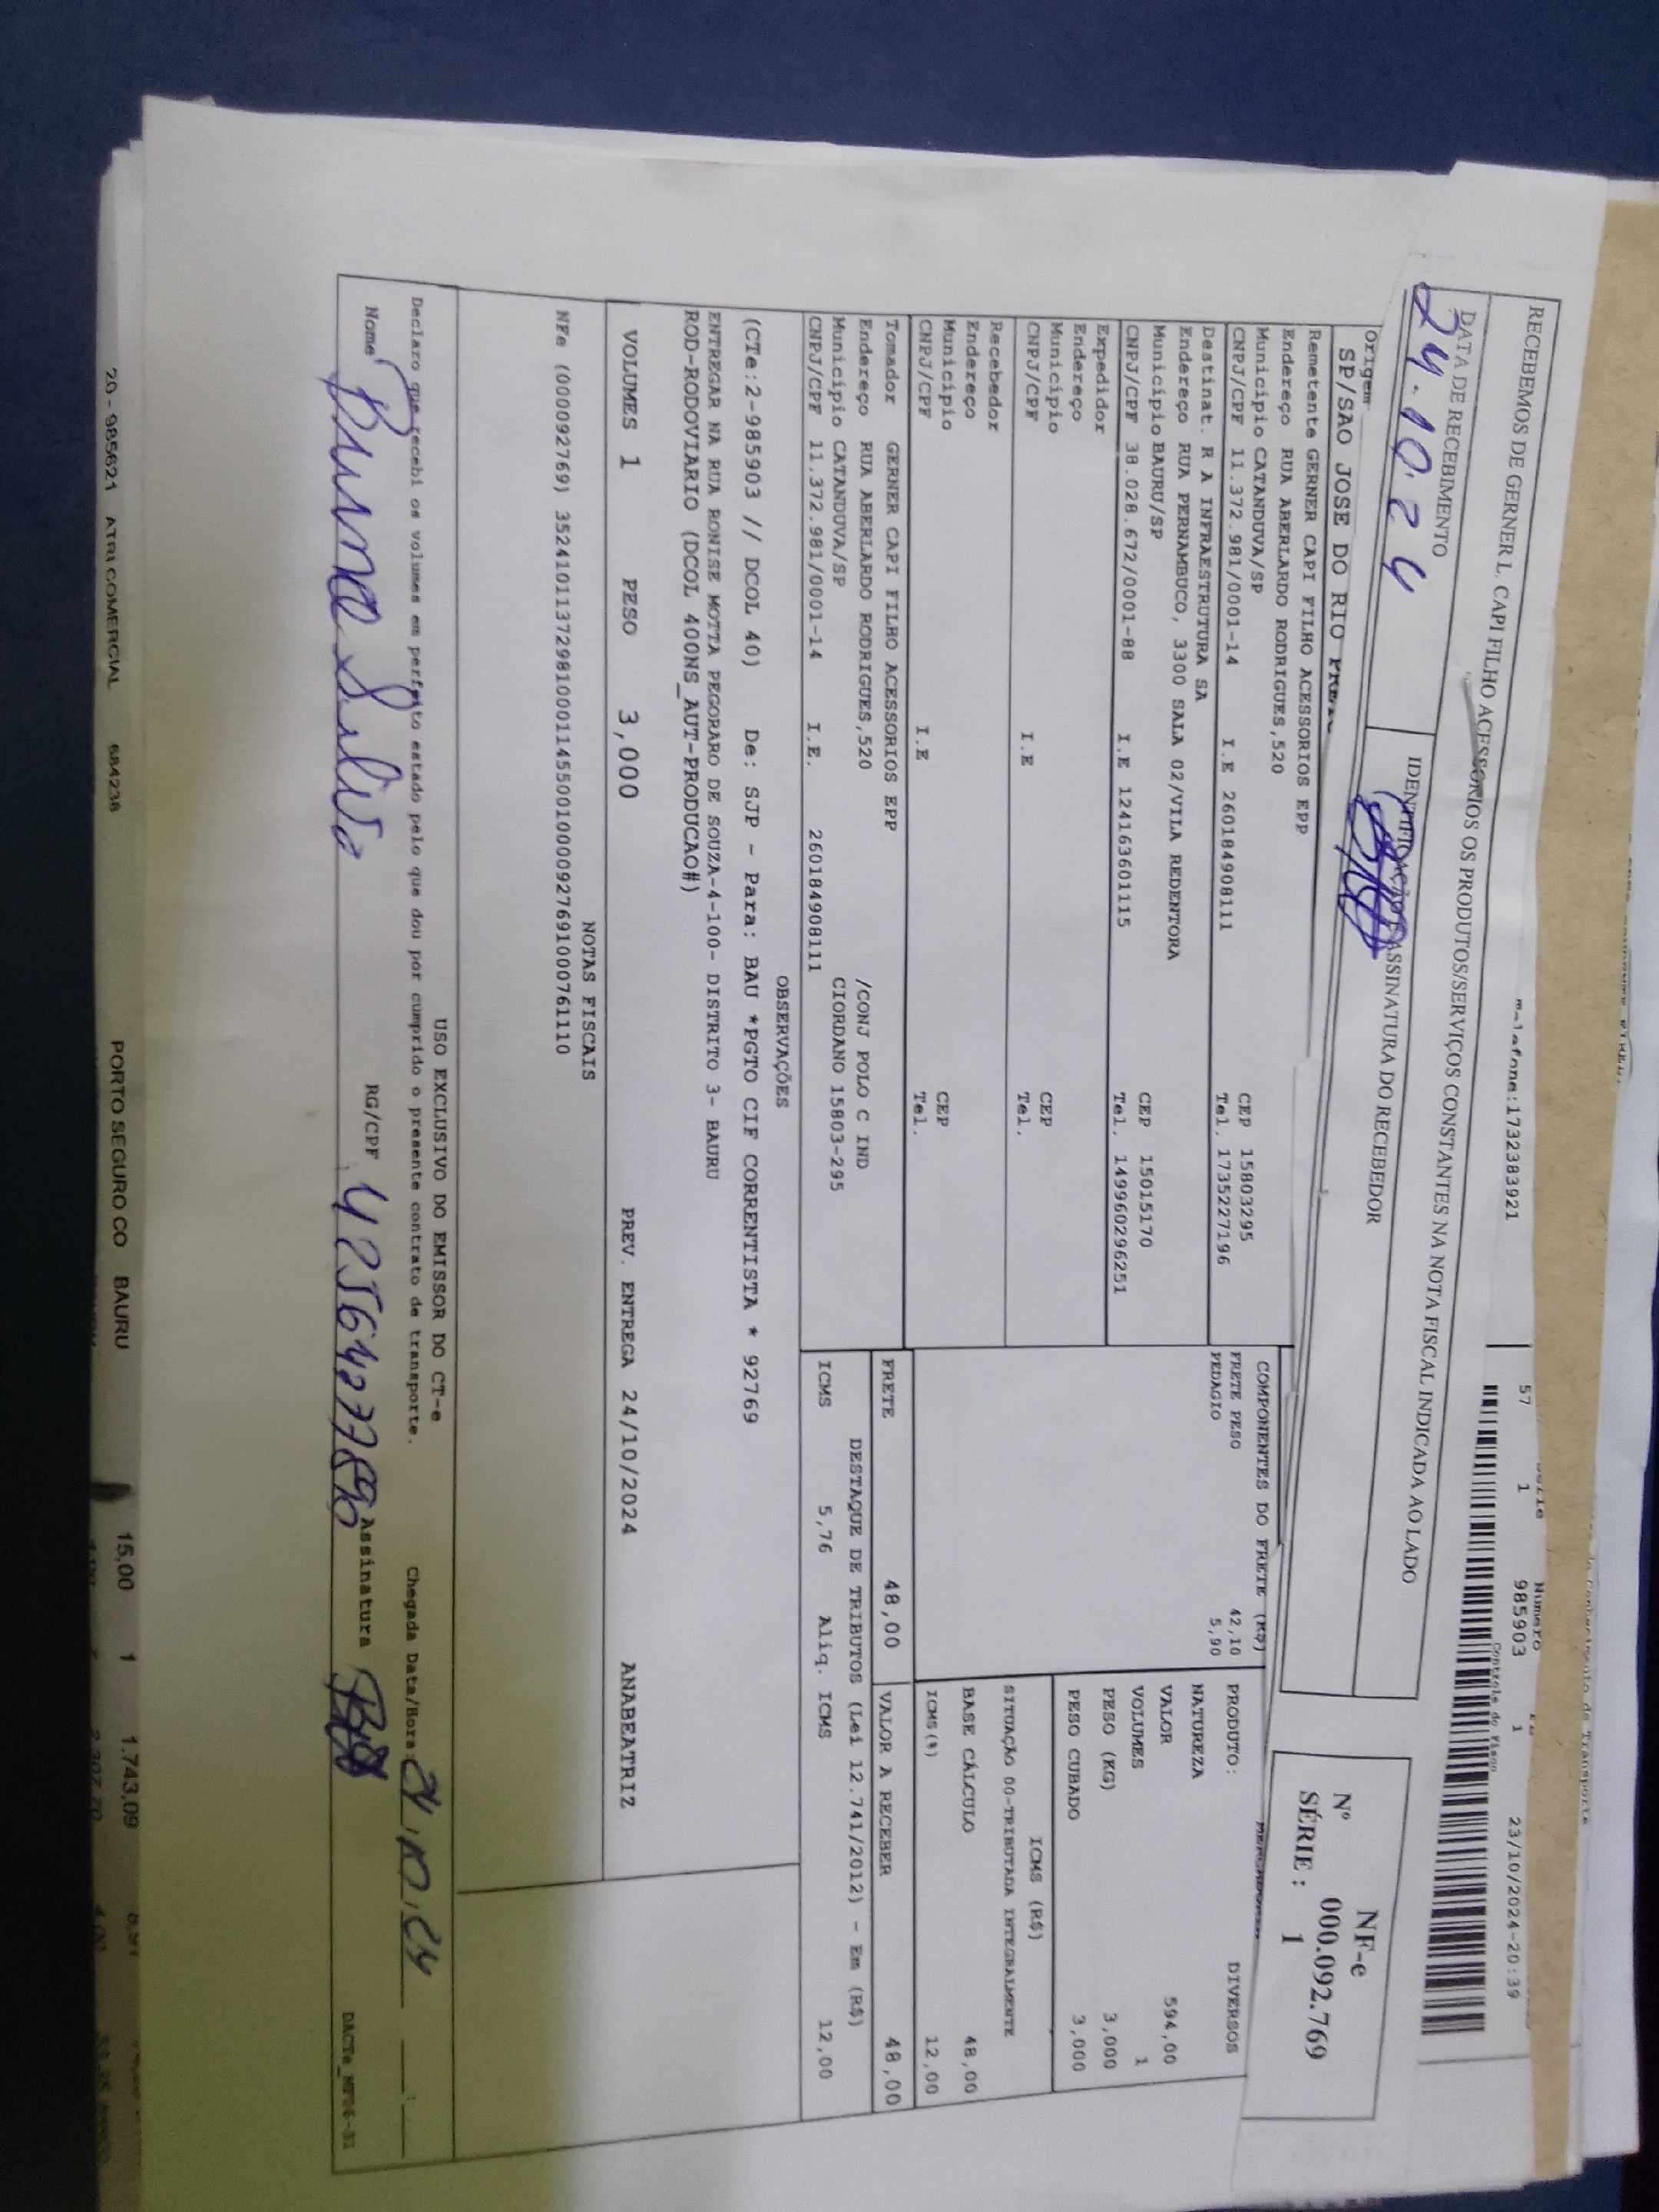 RECEBEMOS DE GERNER L. CAPI FILHO ACESSORIOS OS PRODUTOS/SERVIÇOS CONSTANTES NA NOTA FISCAL INDICADA AO LADO
DATA DE RECEBIMENTO
24.10.24
IDENTIFICAÇÃO E ASSINATURA DO RECEBEDOR
NF-e
Nº 000.092.769
SÉRIE: 1
57 1 985903 1 23/10/2024-20:39
Numero
Controle do Fisco
:1732383921
Origem
SP/SAO JOSE DO RIO PRETO
Remetente GERNER CAPI FILHO ACESSORIOS EPP
Endereço RUA ABERLARDO RODRIGUES,520
Município CATANDUVA/SP CEP 15803295
CNPJ/CPF 11.372.981/0001-14 I.E 260184908111 Tel. 1735227196
Destinat. R A INFRAESTRUTURA SA
Endereço RUA PERNAMBUCO, 3300 SALA 02/VILA REDENTORA
Município BAURU/SP CEP 15015170
CNPJ/CPF 38.028.672/0001-88 I.E 124163601115 Tel. 149960296251
Expedidor
Endereço
Município CEP
CNPJ/CPF I.E Tel.
Recebedor
Endereço
Município CEP
CNPJ/CPF I.E Tel.
Tomador GERNER CAPI FILHO ACESSORIOS EPP
Endereço RUA ABERLARDO RODRIGUES,520 /CONJ POLO C IND
Município CATANDUVA/SP CIORDANO 15803-295
CNPJ/CPF 11.372.981/0001-14 I.E. 260184908111
COMPONENTES DO FRETE (R$)
FRETE PESO 42,10
PEDAGIO 5,90
PRODUTO: DIVERSOS
NATUREZA
VALOR 594,00
VOLUMES 1
PESO (KG) 3,000
PESO CUBADO 3,000
ICMS (R$)
SITUAÇÃO 00-TRIBUTADA INTEGRALMENTE
BASE CÁLCULO 48,00
ICMS(%) 12,00
FRETE 48,00 VALOR A RECEBER 48,00
DESTAQUE DE TRIBUTOS (Lei 12.741/2012) - Em (R$)
ICMS 5,76 Aliq. ICMS 12,00
OBSERVAÇÕES
(CTe:2-985903 // DCOL 40) De: SJP - Para: BAU *PGTO CIF CORRENTISTA * 92769
ENTREGAR NA RUA RONISE MOTTA PEGORARO DE SOUZA-4-100- DISTRITO 3- BAURU
ROD-RODOVIARIO (DCOL 400NS_AUT-PRODUCAO#)
VOLUMES 1 PESO 3,000 PREV. ENTREGA 24/10/2024 ANABEATRIZ
NOTAS FISCAIS
NFe (000092769) 35241011372981000114550010000927691000761110
USO EXCLUSIVO DO EMISSOR DO CT-e
Declaro que recebi os volumes em perfeito estado pelo que dou por cumprido o presente contrato de transporte. Chegada Data/Hora: 24/10/24
Nome RG/CPF Assinatura
DACTe_
20 - 985621 ATRI COMERCIAL 684238 PORTO SEGURO CO BAURU 15,00 1 1.743,09